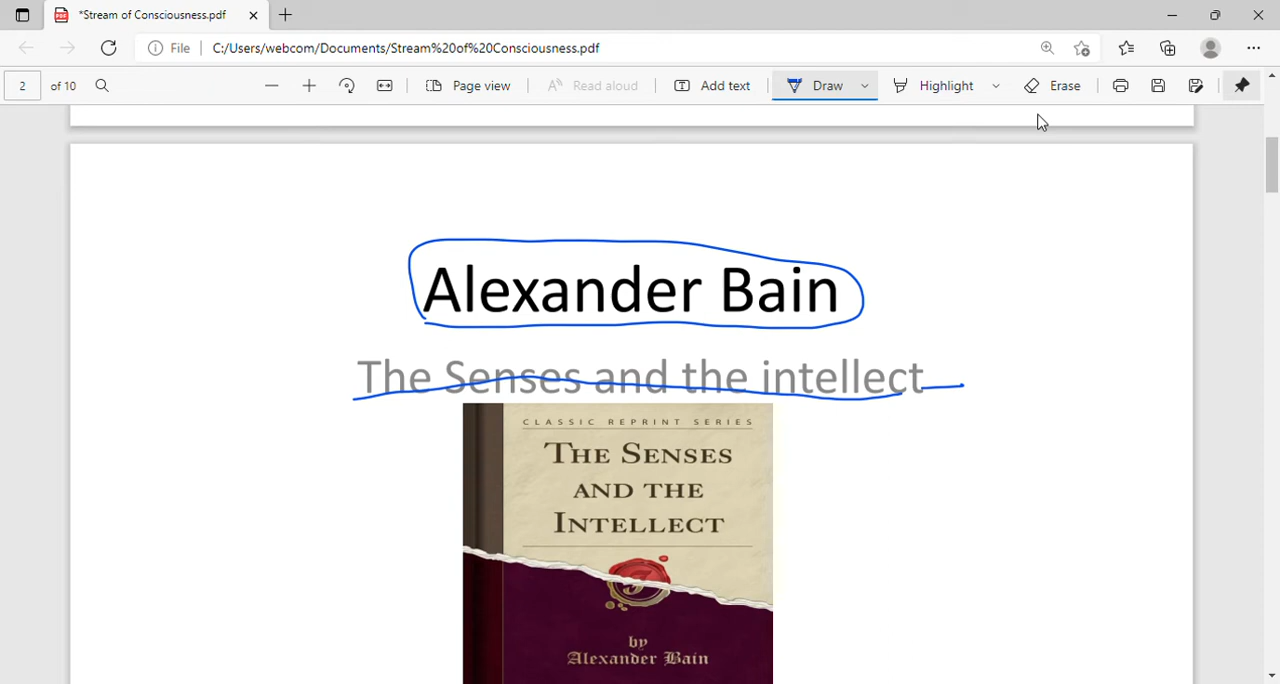 *Stream of Consciousness.pdf
File C:/Users/webcom/Documents/Stream%20of%20Consciousness.pdf
2 of 10 Page view Read aloud Add text Draw Highlight Erase
Alexander Bain
The Senses and the intellect
CLASSIC REPRINT SERIES
THE SENSES
AND THE
INTELLECT
by
Alexander Bain